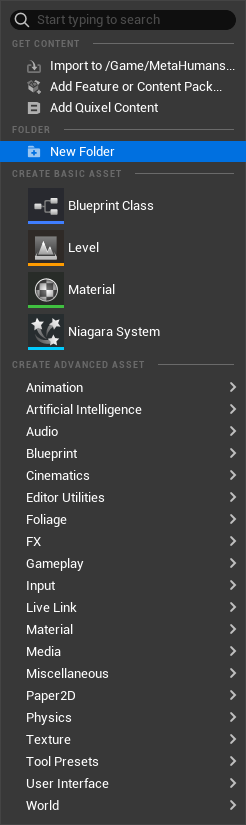 Start typing to search
GET CONTENT
Import to /Game/MetaHumans...
Add Feature or Content Pack...
Add Quixel Content
FOLDER
New Folder
CREATE BASIC ASSET
Blueprint Class
Level
Material
Niagara System
CREATE ADVANCED ASSET
Animation
Artificial Intelligence
Audio
Blueprint
Cinematics
Editor Utilities
Foliage
FX
Gameplay
Input
Live Link
Material
Media
Miscellaneous
Paper2D
Physics
Texture
Tool Presets
User Interface
World